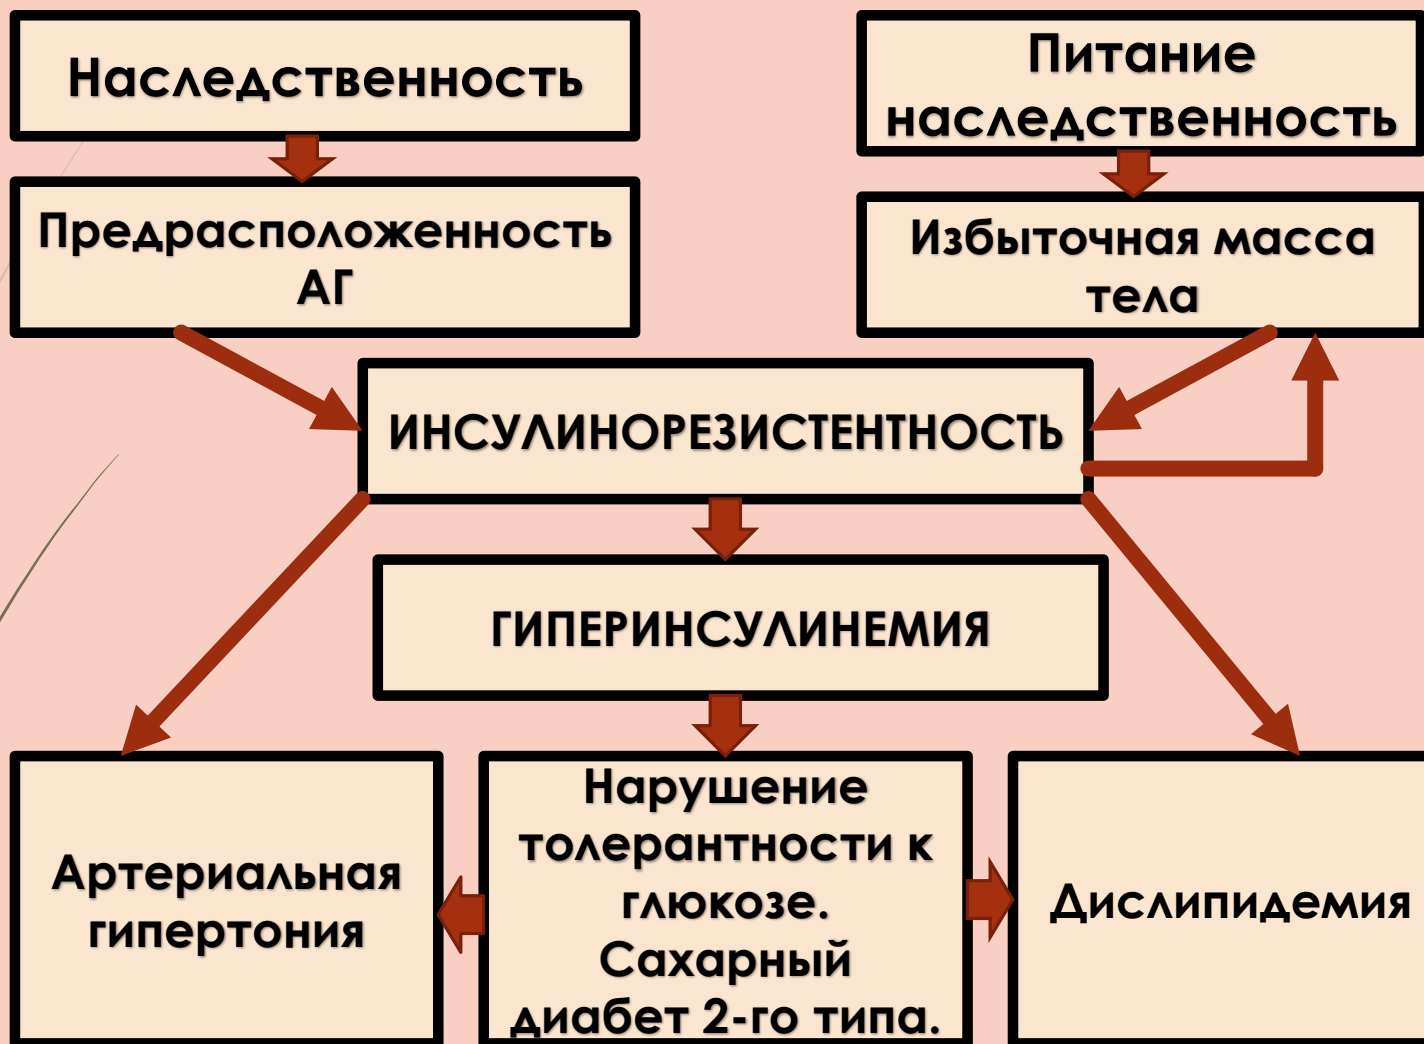 Наследственность
Питание
наследственность
Предрасположенность
АГ
Избыточная масса
тела
ИНСУЛИНОРЕЗИСТЕНТНОСТЬ
ГИПЕРИНСУЛИНЕМИЯ
Артериальная
гипертония
Нарушение
толерантности к
глюкозе.
Сахарный
диабет 2-го типа.
Дислипидемия